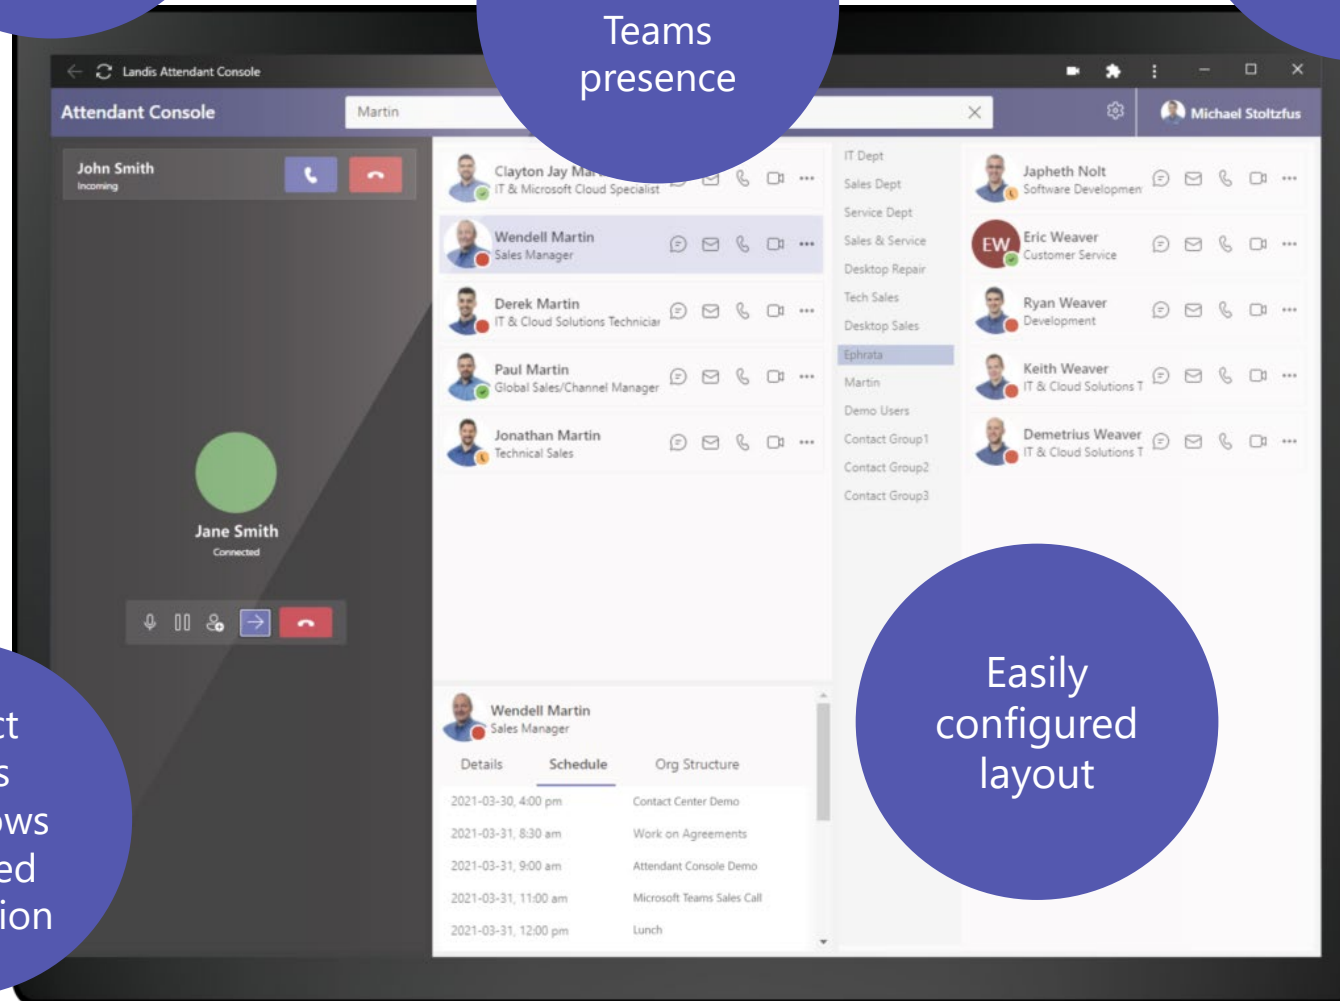 Teams
presence
Landis Attendant Console
Attendant Console
Martin
Michael Stoltzfus
John Smith
Incoming
Jane Smith
Connected
Clayton Jay
IT & Microsoft Cloud Specialist
Wendell Martin
Sales Manager
Derek Martin
IT & Cloud Solutions Technician
Paul Martin
Global Sales/Channel Manager
Jonathan Martin
Technical Sales
IT Dept
Sales Dept
Service Dept
Sales & Service
Desktop Repair
Tech Sales
Desktop Sales
Ephrata
Martin
Demo Users
Contact Group1
Contact Group2
Contact Group3
Japheth Nolt
Software Developmen
EW
Eric Weaver
Customer Service
Ryan Weaver
Development
Keith Weaver
IT & Cloud Solutions T
Demetrius Weaver
IT & Cloud Solutions T
Wendell Martin
Sales Manager
Details Schedule Org Structure
2021-03-30, 4:00 pm Contact Center Demo
2021-03-31, 8:30 am Work on Agreements
2021-03-31, 9:00 am Attendant Console Demo
2021-03-31, 11:00 am Microsoft Teams Sales Call
2021-03-31, 12:00 pm Lunch
ct
s
ows
ed
ion
Easily
configured
layout